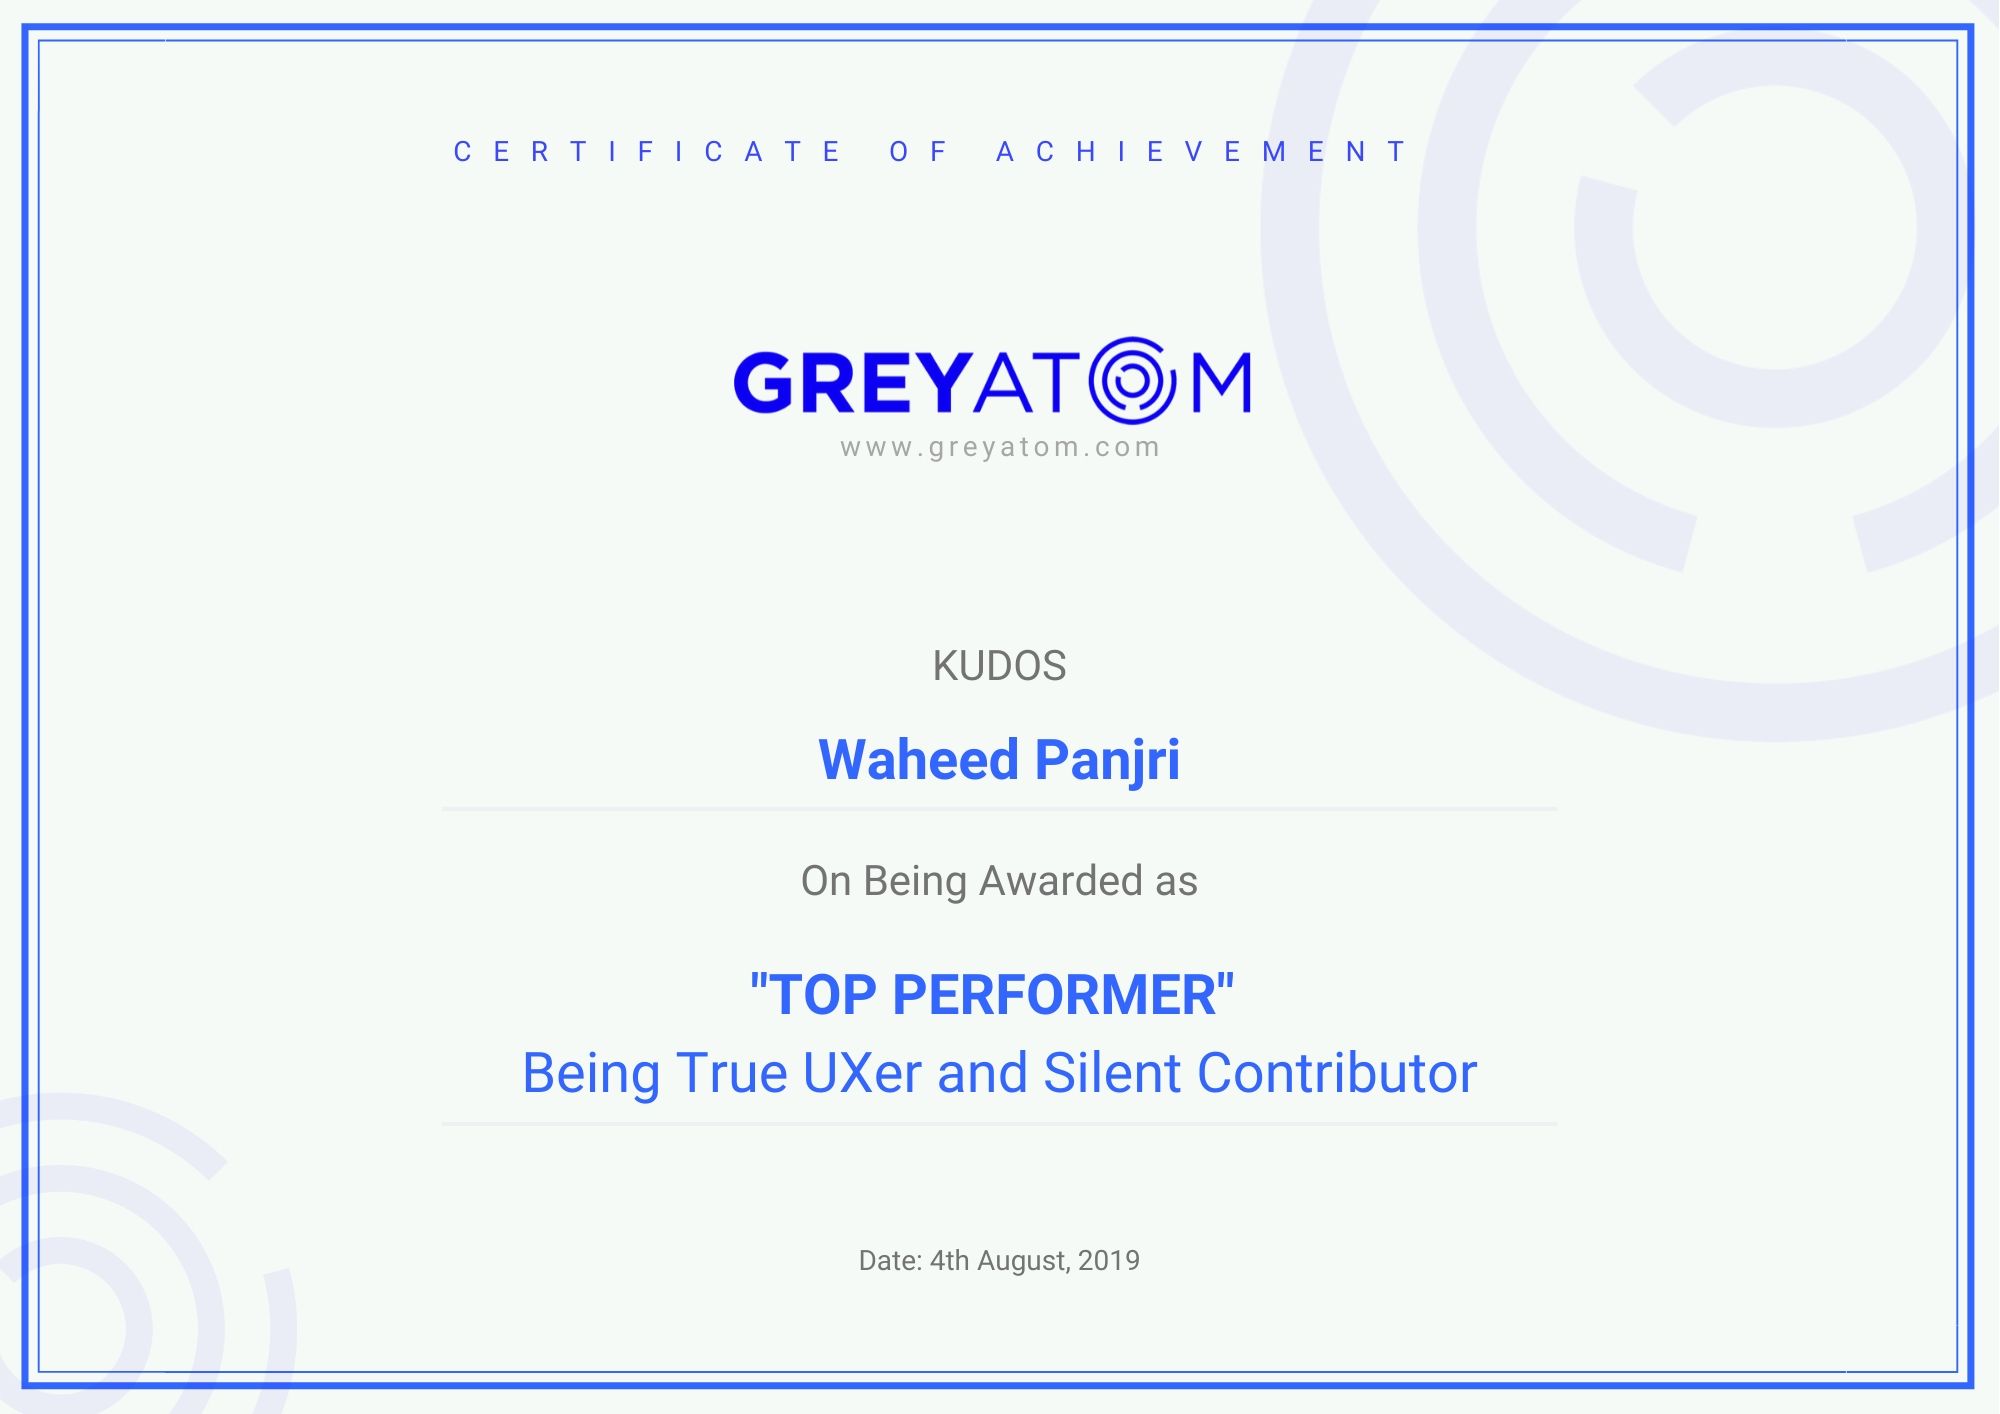 CERTIFICATE OF ACHIEVEMENT
GREYATOM
www.greyatom.com
KUDOS
Waheed Panjri
On Being Awarded as
"TOP PERFORMER"
Being True UXer and Silent Contributor
Date: 4th August, 2019